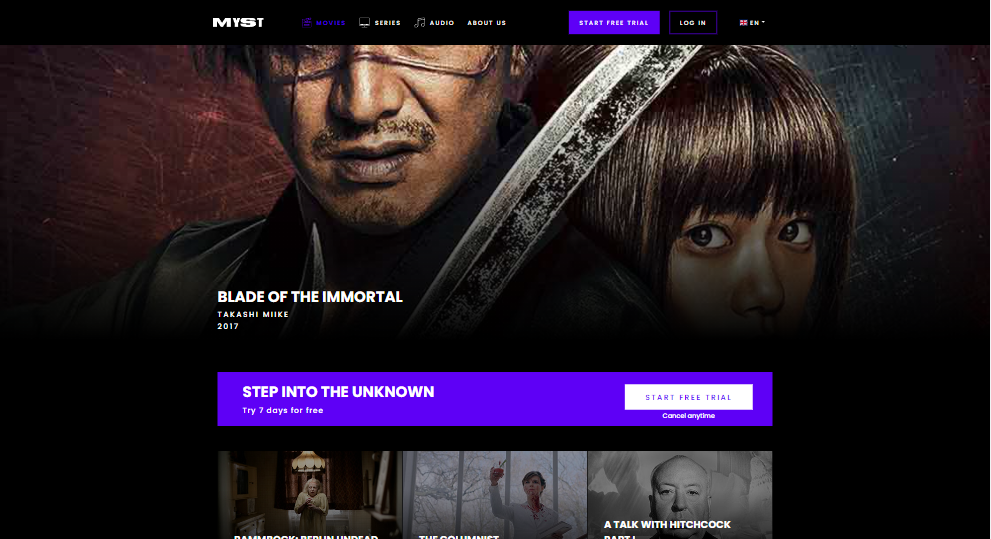 MYST
MOVIES
SERIES
AUDIO
ABOUT US
START FREE TRIAL
LOG IN
EN
BLADE OF THE IMMORTAL
TAKASHI MIIKE
2017
STEP INTO THE UNKNOWN
Try 7 days for free
START FREE TRIAL
Cancel anytime
RAMMBOCK: BERLIN UNDEAD
THE COLUMNIST
A TALK WITH HITCHCOCK
PART I